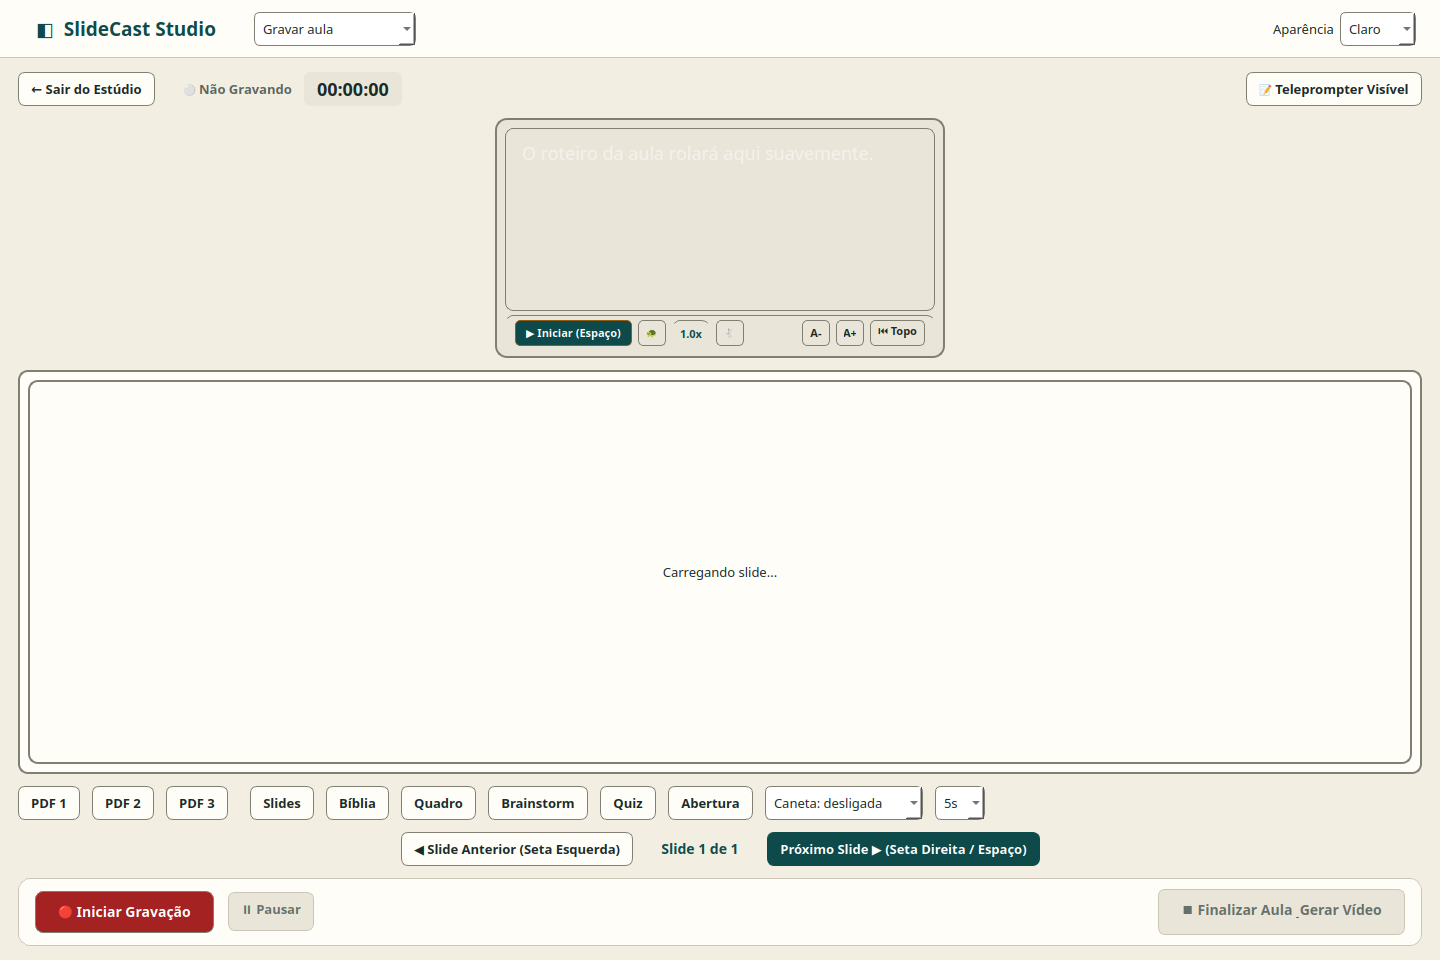 SlideCast Studio
Gravar aula
Aparência
Claro
← Sair do Estúdio
Não Gravando
00:00:00
Teleprompter Visível
O roteiro da aula rolará aqui suavemente.
▶ Iniciar (Espaço)
1.0x
A-
A+
⏮ Topo
Carregando slide...
PDF 1
PDF 2
PDF 3
Slides
Bíblia
Quadro
Brainstorm
Quiz
Abertura
Caneta: desligada
5s
◀ Slide Anterior (Seta Esquerda)
Slide 1 de 1
Próximo Slide ▶ (Seta Direita / Espaço)
Iniciar Gravação
⏸ Pausar
⏹ Finalizar Aula _Gerar Vídeo